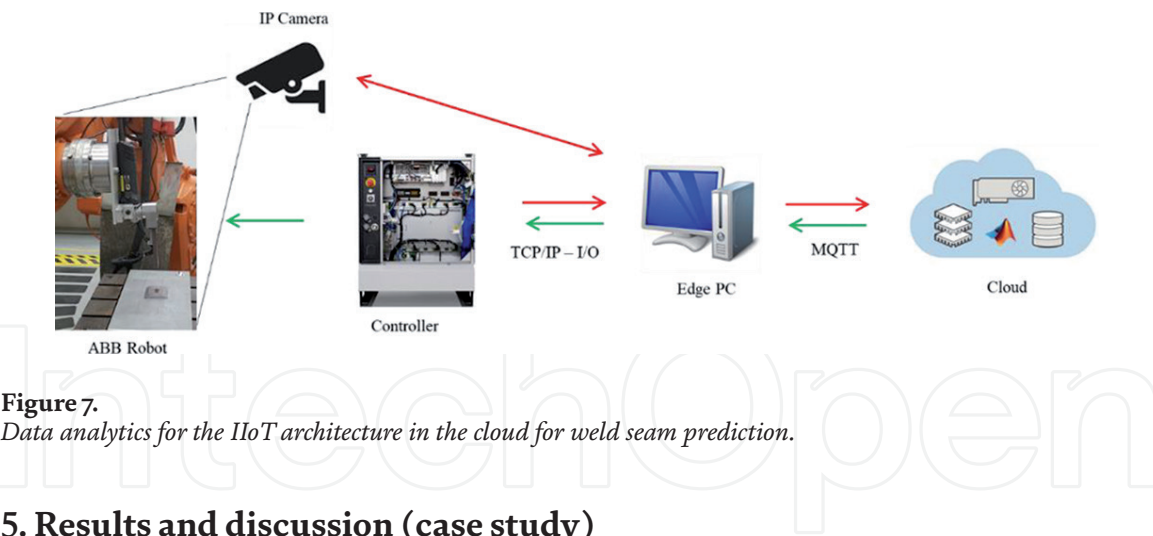 IP Camera
TCP/IP – I/O
MQTT
Edge PC
Cloud
Controller
ABB Robot
IntechOpen
Figure 7.
Data analytics for the IIoT architecture in the cloud for weld seam prediction.
5. Results and discussion (case study)